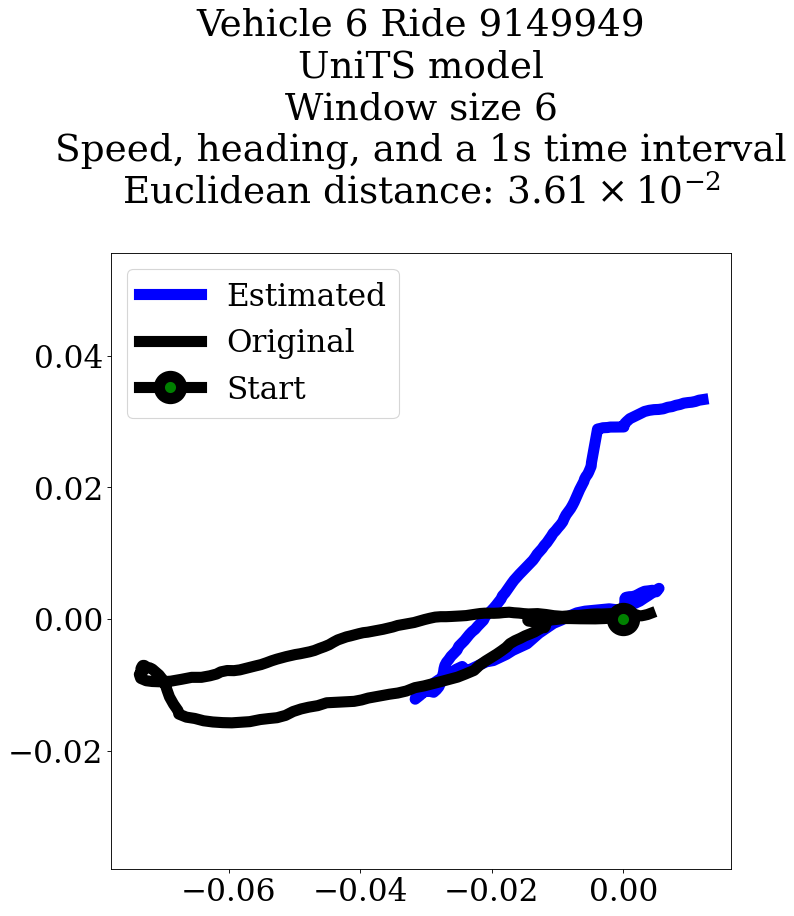 Vehicle 6 Ride 9149949
UniTS model
Window size 6
Speed, heading, and a 1s time interval
Euclidean distance: 3.61 × 10⁻²
Estimated
Original
Start
0.04
0.02
0.00
−0.02
−0.06 −0.04 −0.02 0.00